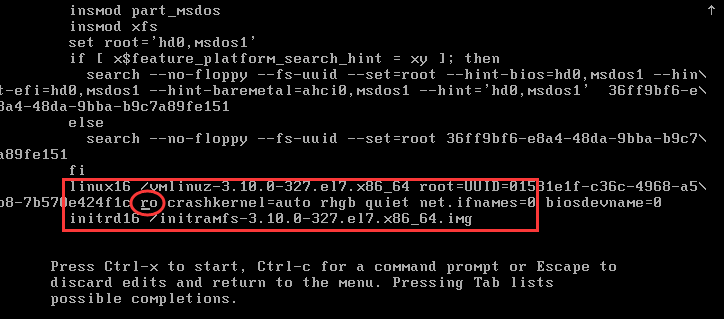 insmod part_msdos
insmod xfs
set root='hd0,msdos1'
if [ x$feature_platform_search_hint = xy ]; then
search --no-floppy --fs-uuid --set=root --hint-bios=hd0,msdos1 --hin\
t-efi=hd0,msdos1 --hint-baremetal=ahci0,msdos1 --hint='hd0,msdos1'  36ff9bf6-e\
8a4-48da-9bba-b9c7a89fe151
else
search --no-floppy --fs-uuid --set=root 36ff9bf6-e8a4-48da-9bba-b9c7\
a89fe151
fi
linux16 /vmlinuz-3.10.0-327.el7.x86_64 root=UUID=01581e1f-c36c-4968-a5\
b8-7b570e424f1c ro crashkernel=auto rhgb quiet net.ifnames=0 biosdevname=0
initrd16 /initramfs-3.10.0-327.el7.x86_64.img
Press Ctrl-x to start, Ctrl-c for a command prompt or Escape to
discard edits and return to the menu. Pressing Tab lists
possible completions.